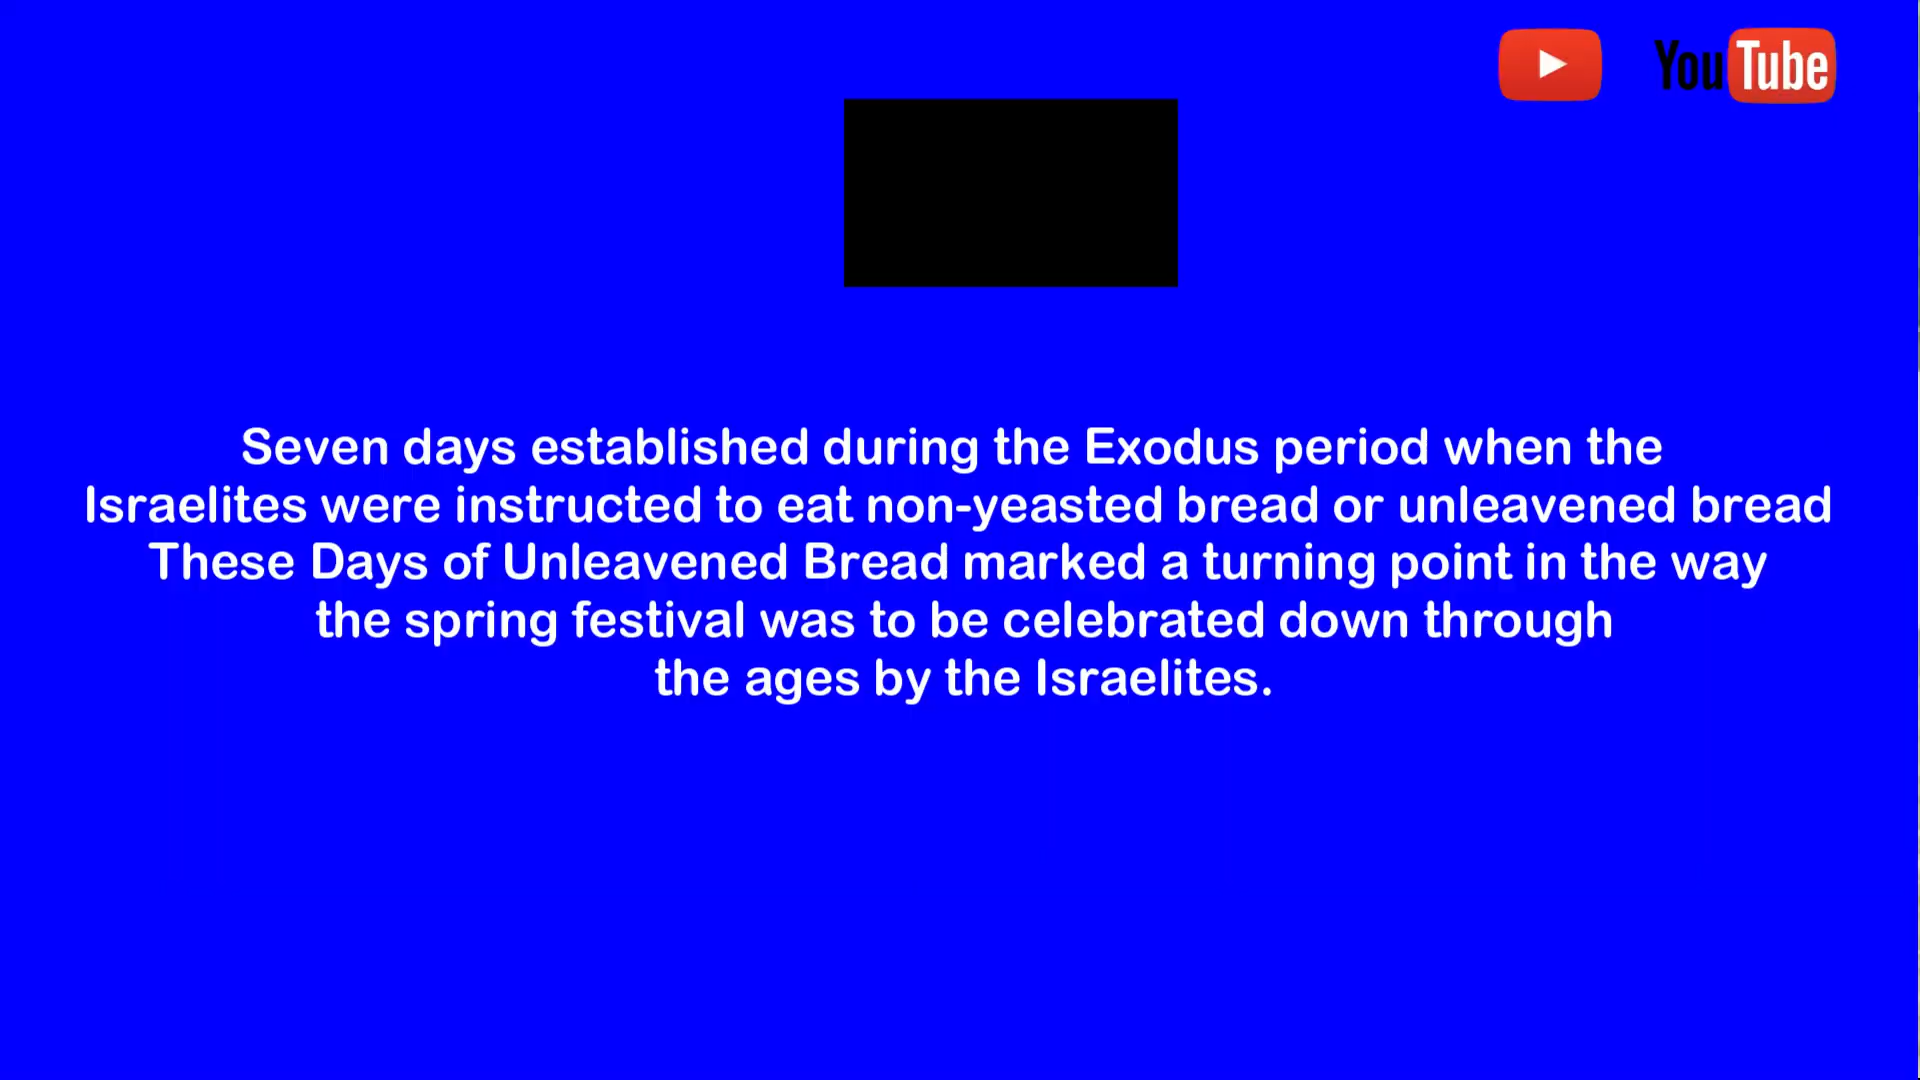 YouTube
Seven days established during the Exodus period when the
Israelites were instructed to eat non-yeasted bread or unleavened bread
These Days of Unleavened Bread marked a turning point in the way
the spring festival was to be celebrated down through
the ages by the Israelites.